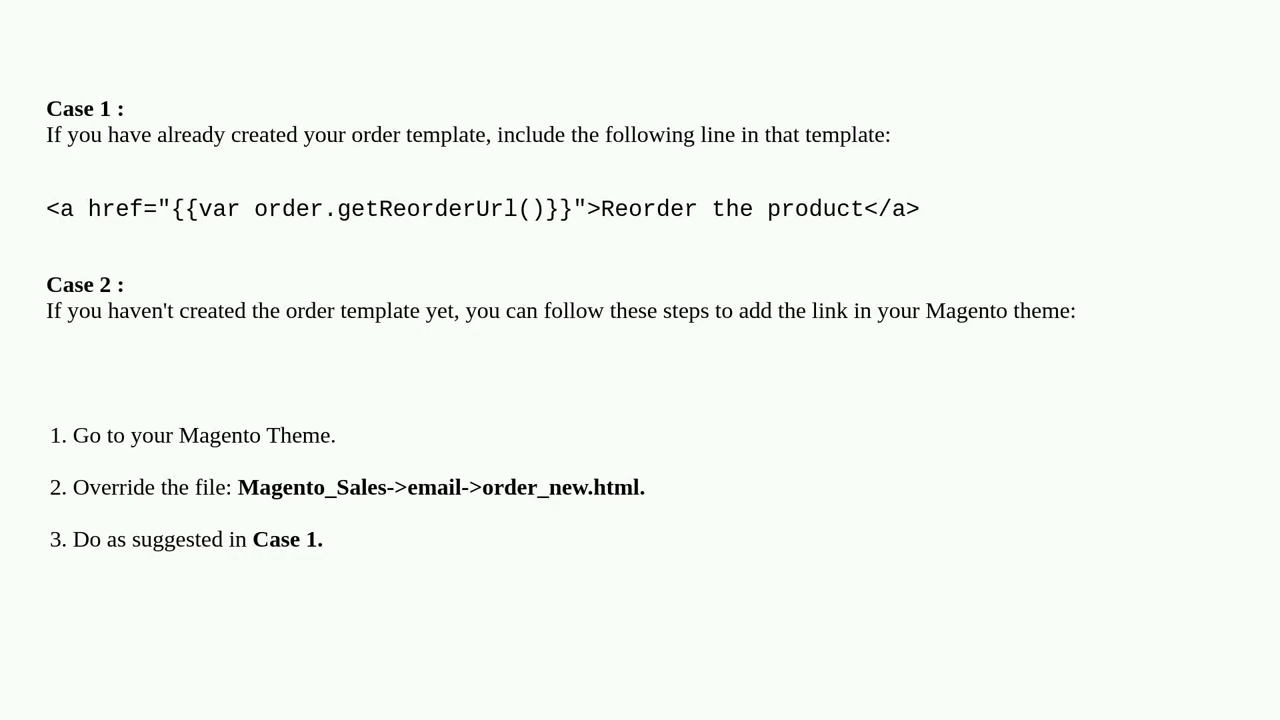 Case 1 :
If you have already created your order template, include the following line in that template:
<a href="{{var order.getReorderUrl()}}">Reorder the product</a>
Case 2 :
If you haven't created the order template yet, you can follow these steps to add the link in your Magento theme:
1. Go to your Magento Theme.
2. Override the file: Magento_Sales->email->order_new.html.
3. Do as suggested in Case 1.